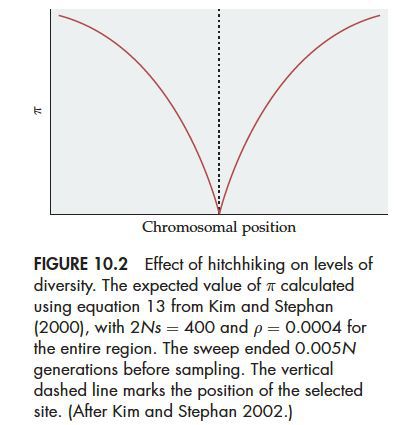 π
Chromosomal position
FIGURE 10.2 Effect of hitchhiking on levels of
diversity. The expected value of π calculated
using equation 13 from Kim and Stephan
(2000), with 2Ns = 400 and ρ = 0.0004 for
the entire region. The sweep ended 0.005N
generations before sampling. The vertical
dashed line marks the position of the selected
site. (After Kim and Stephan 2002.)